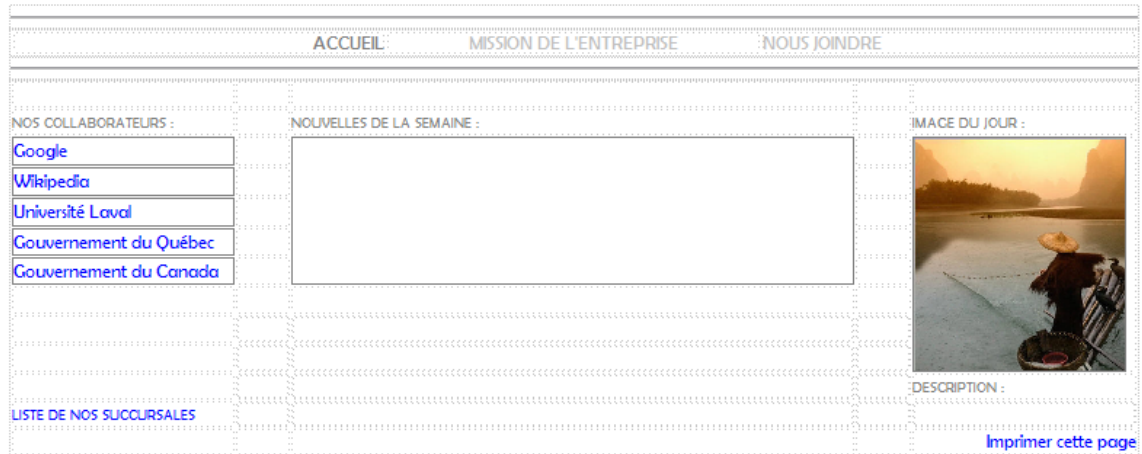 ACCUEIL MISSION DE L'ENTREPRISE NOUS JOINDRE
NOS COLLABORATEURS :
Google
Wikipedia
Université Laval
Gouvernement du Québec
Gouvernement du Canada
LISTE DE NOS SUCCURSALES
NOUVELLES DE LA SEMAINE :
IMAGE DU JOUR :
DESCRIPTION :
Imprimer cette page